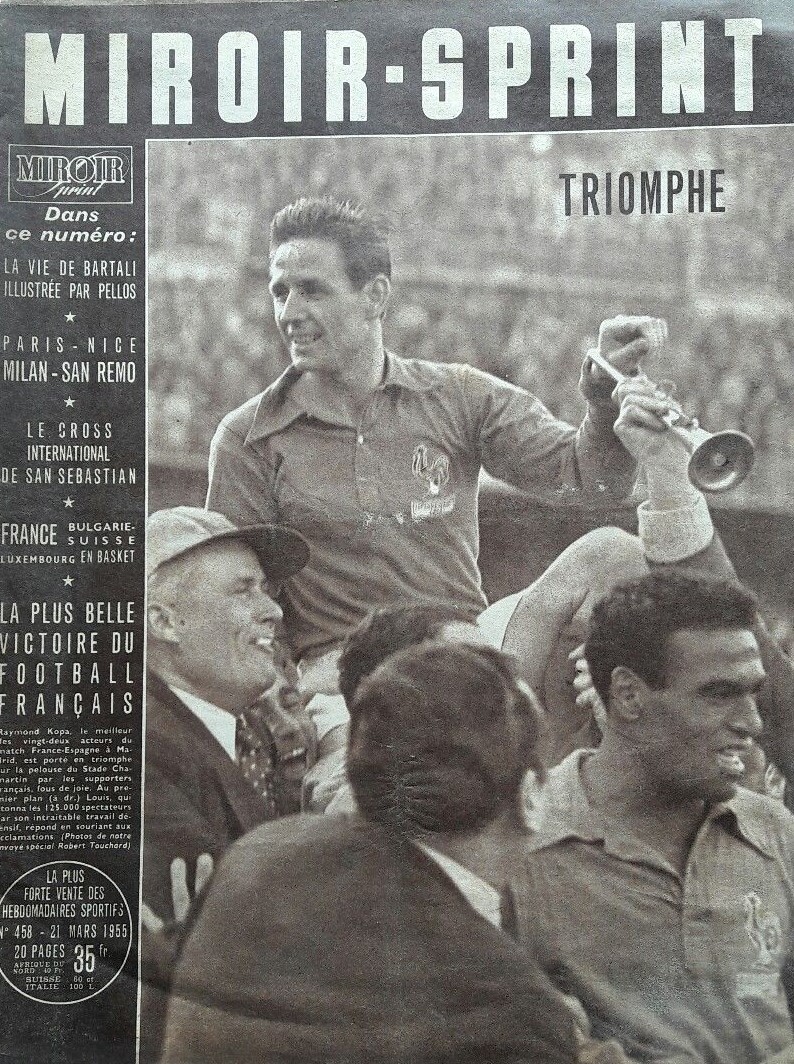 MIROIR-SPRINT
TRIOMPHE
MIROIR
sprint
Dans
ce numéro:
LA VIE DE BARTALI
ILLUSTRÉE PAR PELLOS
PARIS-NICE
MILAN-SAN REMO
LE CROSS
INTERNATIONAL
DE SAN SEBASTIAN
FRANCE BULGARIE-
SUISSE
LUXEMBOURG EN BASKET
LA PLUS BELLE
VICTOIRE DU
FOOTBALL
FRANÇAIS
Raymond Kopa, le meilleur
des vingt-deux acteurs du
match France-Espagne à Ma-
drid, est porté en triomphe
sur la pelouse du Stade Cha-
martin par les supporters
français, fous de joie. Au pre-
mier plan (à dr.) Louis, qui
étonna les 125.000 spectateurs
par son intraitable travail dé-
fensif, répond en souriant aux
acclamations. (Photos de notre
envoyé spécial Robert Touchard)
LA PLUS
FORTE VENTE DES
HEBDOMADAIRES SPORTIFS
N° 458 - 21 MARS 1955
20 PAGES 35 fr
AFRIQUE DU
NORD : 40 Fr.
SUISSE : 60 ct
ITALIE : 100 L.